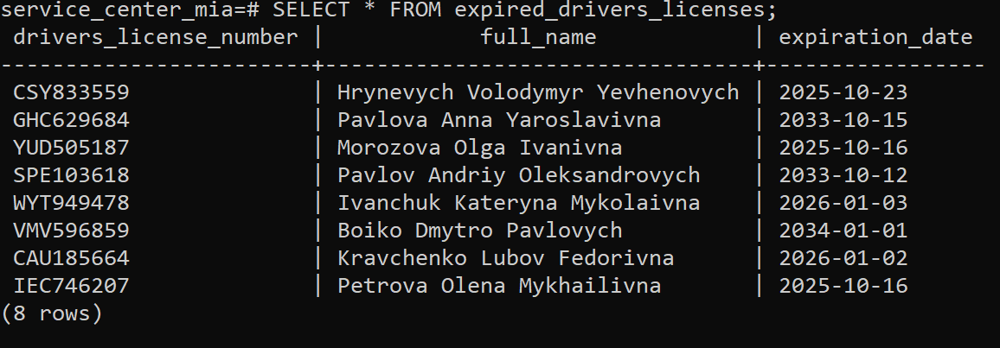 service_center_mia=# SELECT * FROM expired_drivers_licenses;
 drivers_license_number |            full_name            | expiration_date
------------------------+---------------------------------+-----------------
 CSY833559              | Hrynevych Volodymyr Yevhenovych | 2025-10-23
 GHC629684              | Pavlova Anna Yaroslavivna       | 2033-10-15
 YUD505187              | Morozova Olga Ivanivna          | 2025-10-16
 SPE103618              | Pavlov Andriy Oleksandrovych    | 2033-10-12
 WYT949478              | Ivanchuk Kateryna Mykolaivna    | 2026-01-03
 VMV596859              | Boiko Dmytro Pavlovych          | 2034-01-01
 CAU185664              | Kravchenko Lubov Fedorivna      | 2026-01-02
 IEC746207              | Petrova Olena Mykhailivna       | 2025-10-16
(8 rows)